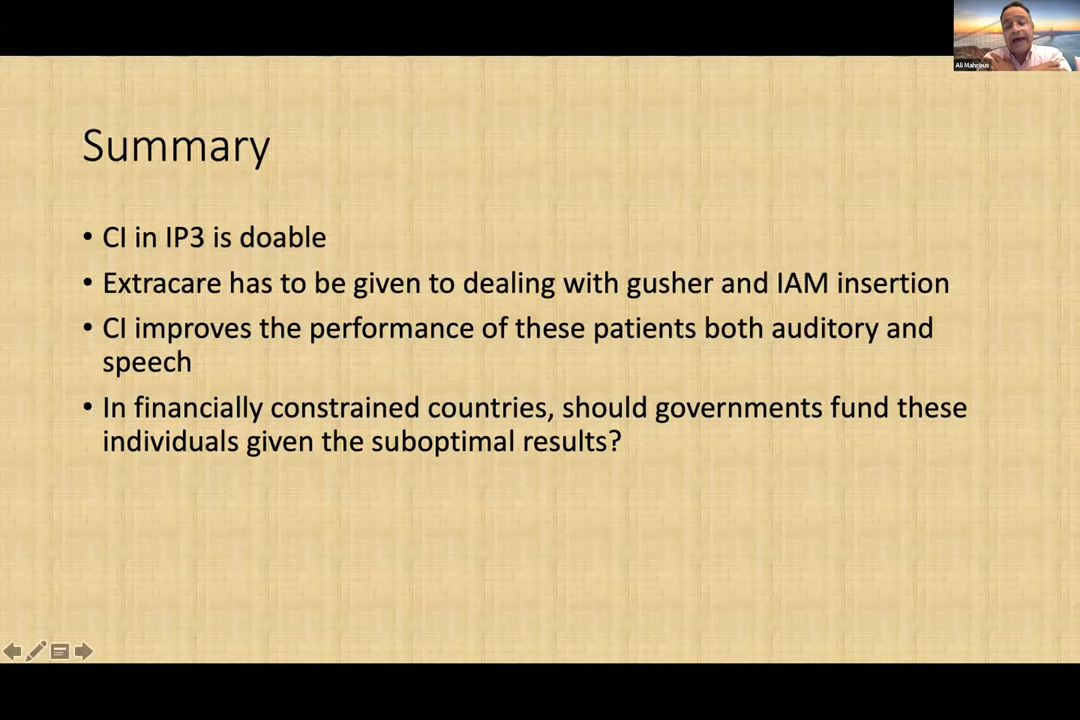 Ali Mahrous
Summary
• CI in IP3 is doable
• Extracare has to be given to dealing with gusher and IAM insertion
• CI improves the performance of these patients both auditory and
speech
• In financially constrained countries, should governments fund these
individuals given the suboptimal results?